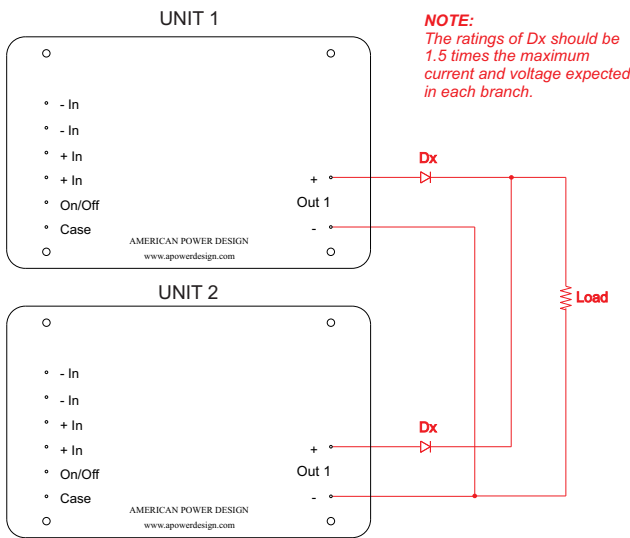 UNIT 1
NOTE:
The ratings of Dx should be
1.5 times the maximum
current and voltage expected
in each branch.
- In
- In
+ In
+ In
On/Off
Case
+
Out 1
-
AMERICAN POWER DESIGN
www.apowerdesign.com
Dx
Load
UNIT 2
- In
- In
+ In
+ In
On/Off
Case
+
Out 1
-
AMERICAN POWER DESIGN
www.apowerdesign.com
Dx